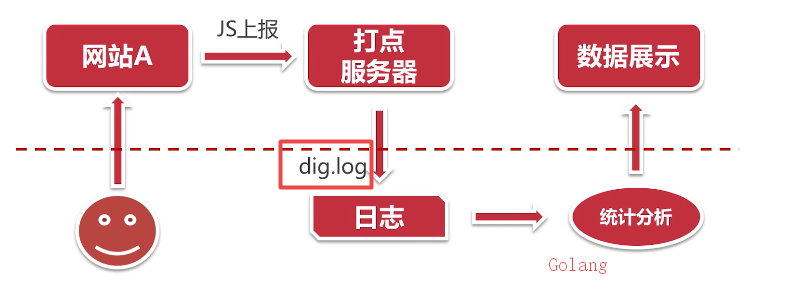 网站A
JS上报
打点
服务器
数据展示
dig.log
日志
统计分析
Golang